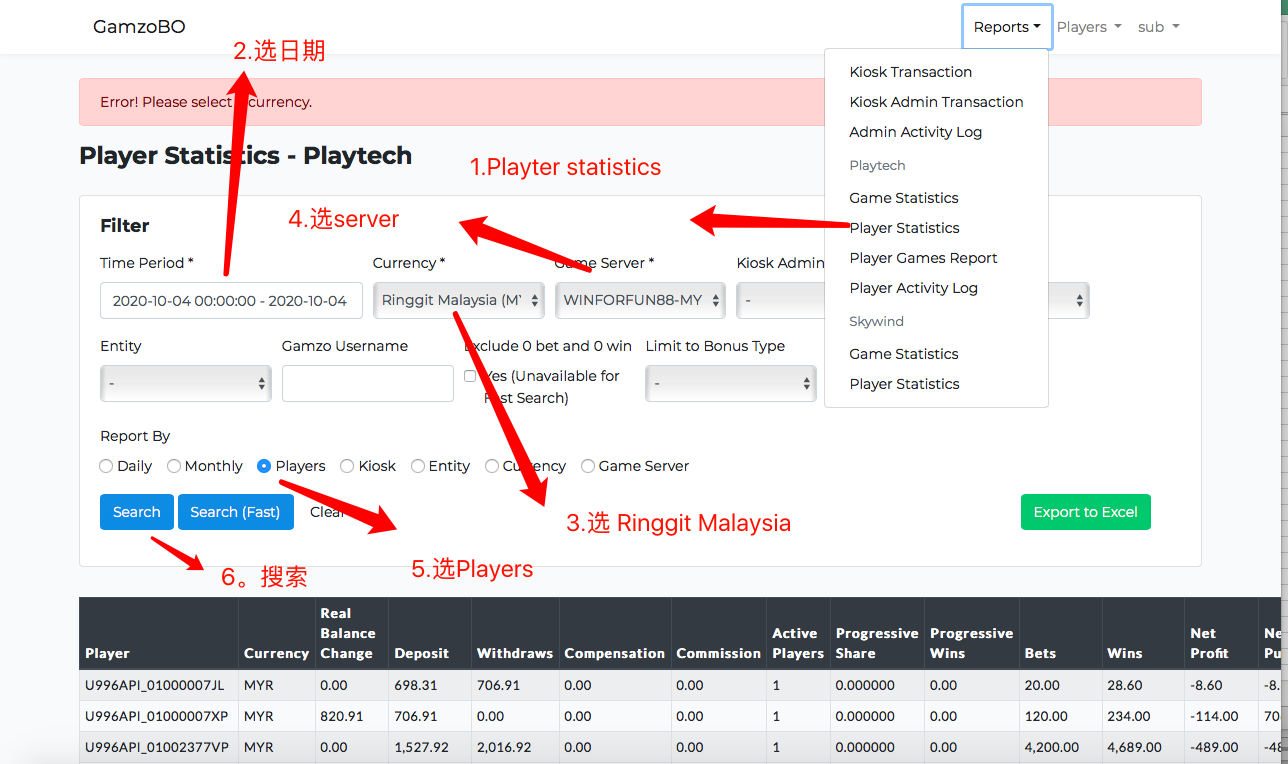 GamzoBO
Reports
Players
sub
2.选日期
Kiosk Transaction
Kiosk Admin Transaction
Admin Activity Log
Playtech
Game Statistics
Player Statistics
Player Games Report
Player Activity Log
Skywind
Game Statistics
Player Statistics
Error! Please select currency.
Player Statistics - Playtech
1.Playter statistics
4.选server
Filter
Time Period *
Currency *
Game Server *
Kiosk Admin
2020-10-04 00:00:00 - 2020-10-04
Ringgit Malaysia (MY
WINFORFUN88-MY
-
Entity
Gamzo Username
Exclude 0 bet and 0 win
Limit to Bonus Type
-
Yes (Unavailable for
Fast Search)
-
Report By
Daily
Monthly
Players
Kiosk
Entity
Currency
Game Server
Search
Search (Fast)
Clear
Export to Excel
3.选 Ringgit Malaysia
5.选Players
6。搜索
Player Currency Real Balance Change Deposit Withdraws Compensation Commission Active Players Progressive Share Progressive Wins Bets Wins Net Profit
U996API_01000007JL MYR 0.00 698.31 706.91 0.00 0.00 1 0.000000 0.00 20.00 28.60 -8.60 -8.
U996API_01000007XP MYR 820.91 706.91 0.00 0.00 0.00 1 0.000000 0.00 120.00 234.00 -114.00 70
U996API_01002377VP MYR 0.00 1,527.92 2,016.92 0.00 0.00 1 0.000000 0.00 4,200.00 4,689.00 -489.00 -48